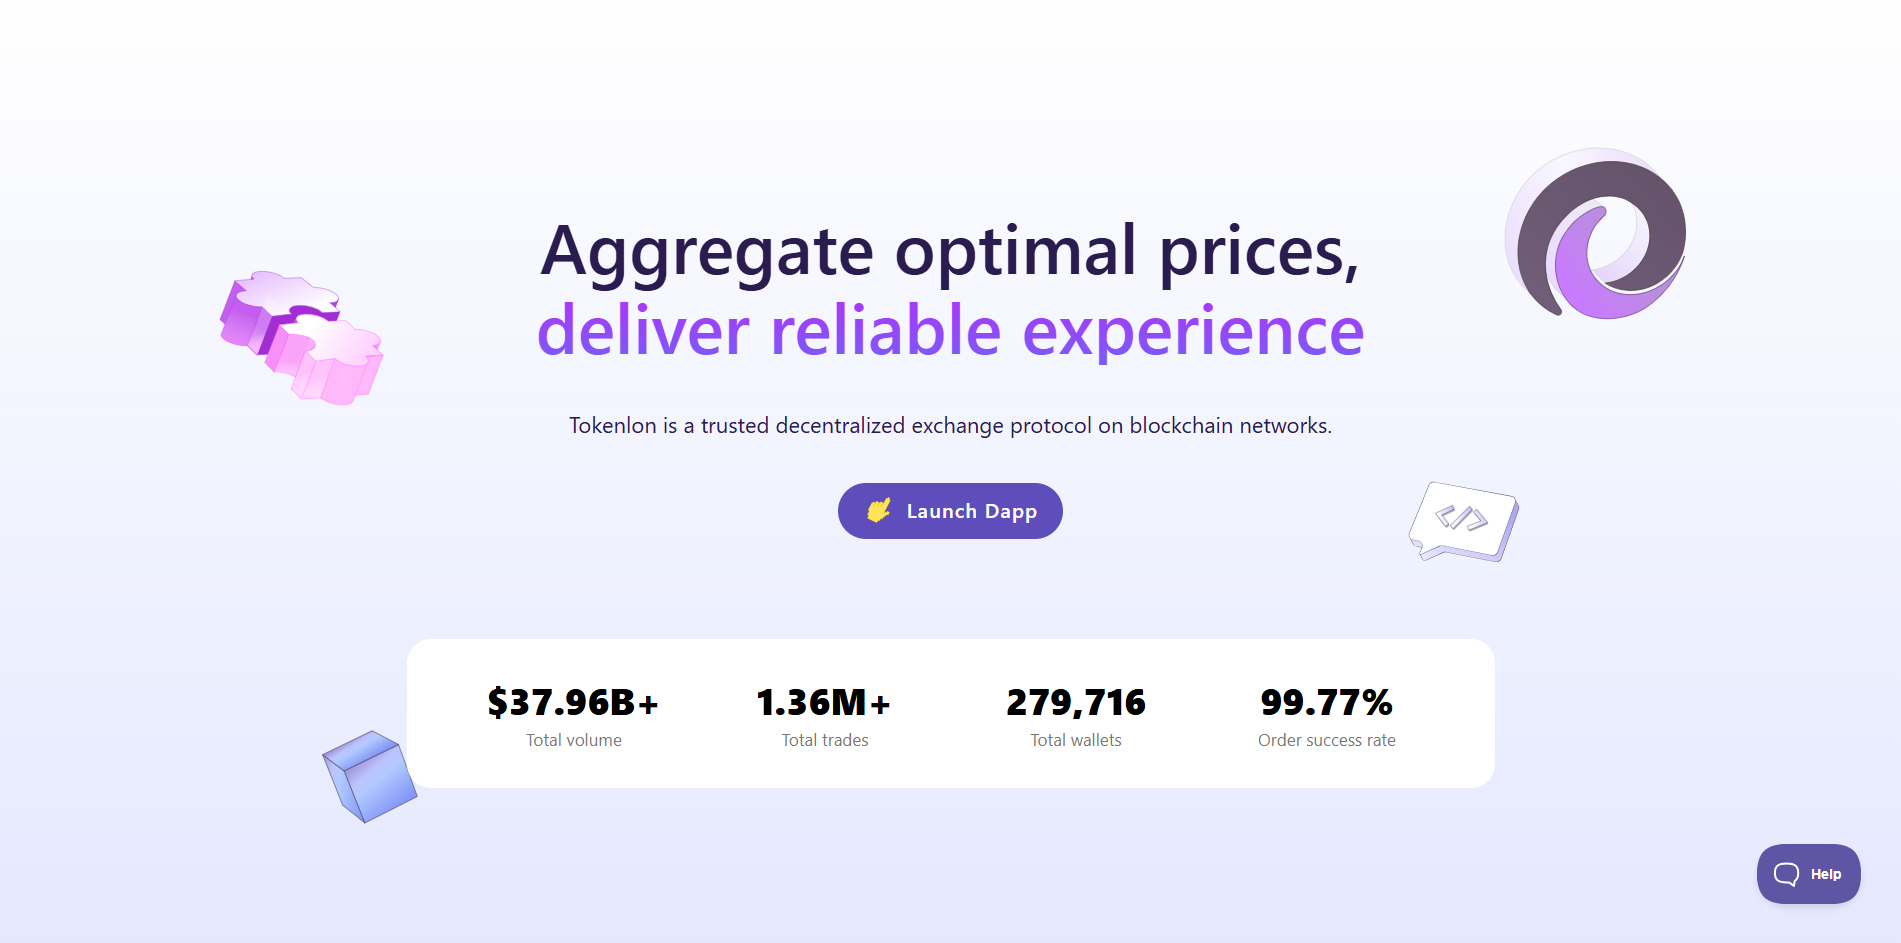 Aggregate optimal prices,
deliver reliable experience
Tokenlon is a trusted decentralized exchange protocol on blockchain networks.
Launch Dapp
</>
$37.96B+
Total volume
1.36M+
Total trades
279,716
Total wallets
99.77%
Order success rate
Help